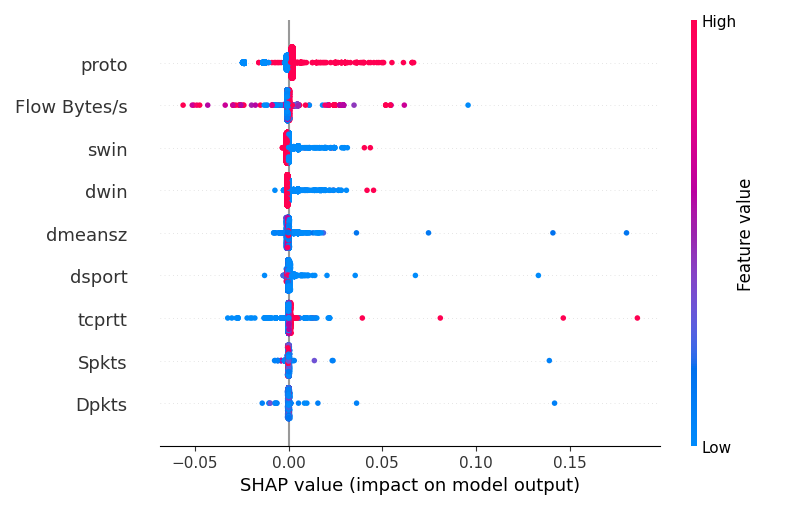 High
proto
Flow Bytes/s
swin
dwin
dmeansz
dsport
tcprtt
Spkts
Dpkts
Feature value
Low
−0.05 0.00 0.05 0.10 0.15
SHAP value (impact on model output)